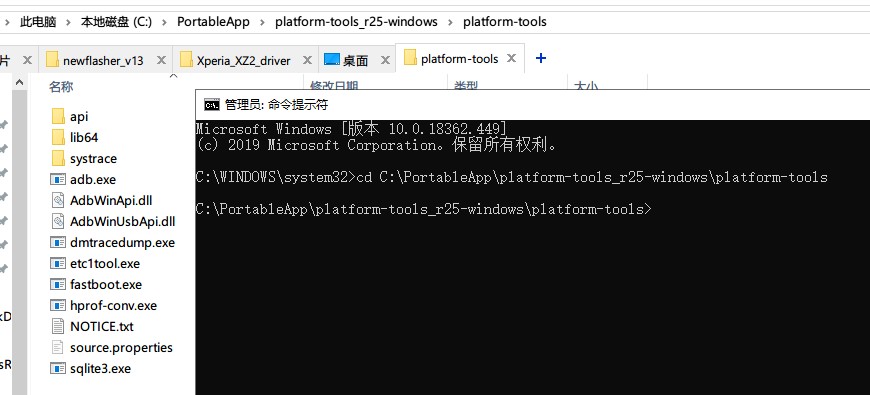 此电脑 本地磁盘 (C:) PortableApp platform-tools_r25-windows platform-tools
片 newflasher_v13 Xperia_XZ2_driver 桌面 platform-tools
名称 修改日期 类型 大小
api
lib64
systrace
adb.exe
AdbWinApi.dll
AdbWinUsbApi.dll
dmtracedump.exe
etc1tool.exe
fastboot.exe
hprof-conv.exe
NOTICE.txt
source.properties
sqlite3.exe
管理员: 命令提示符
Microsoft Windows [版本 10.0.18362.449]
(c) 2019 Microsoft Corporation。保留所有权利。
C:\WINDOWS\system32>cd C:\PortableApp\platform-tools_r25-windows\platform-tools
C:\PortableApp\platform-tools_r25-windows\platform-tools>